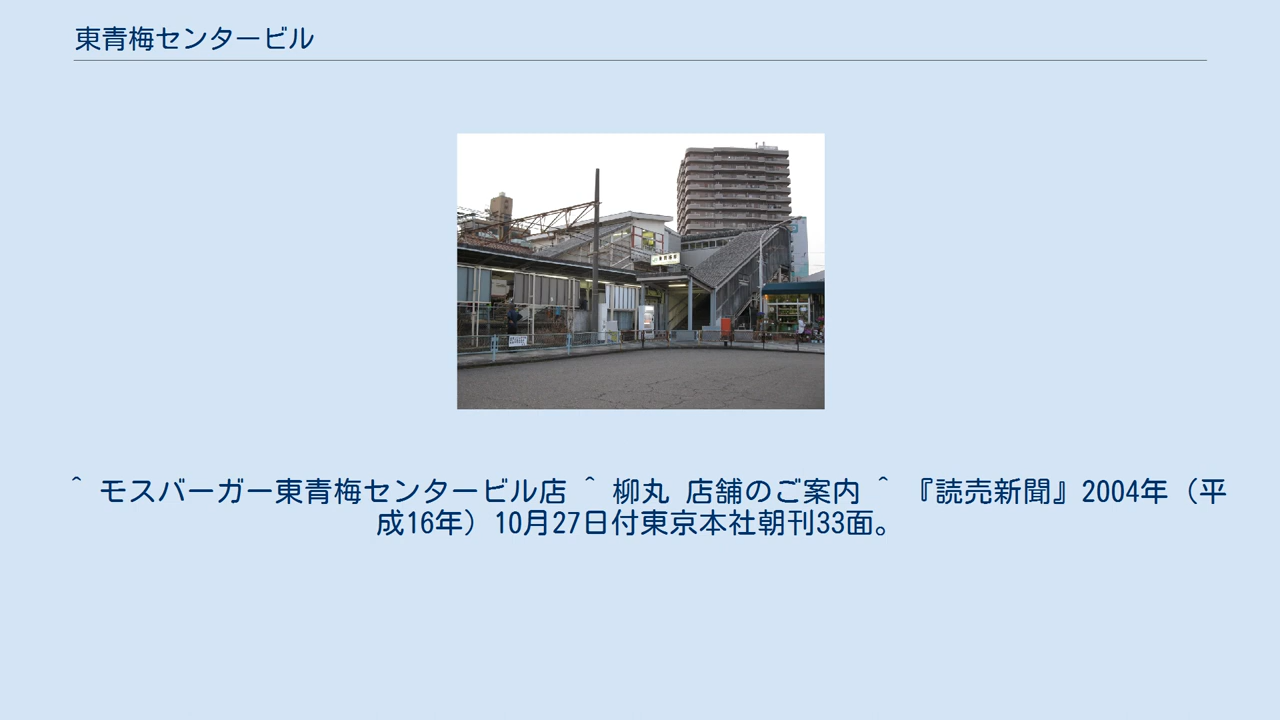 東青梅センタービル
^ モスバーガー東青梅センタービル店 ^ 柳丸 店舗のご案内 ^ 『読売新聞』2004年（平
成16年）10月27日付東京本社朝刊33面。